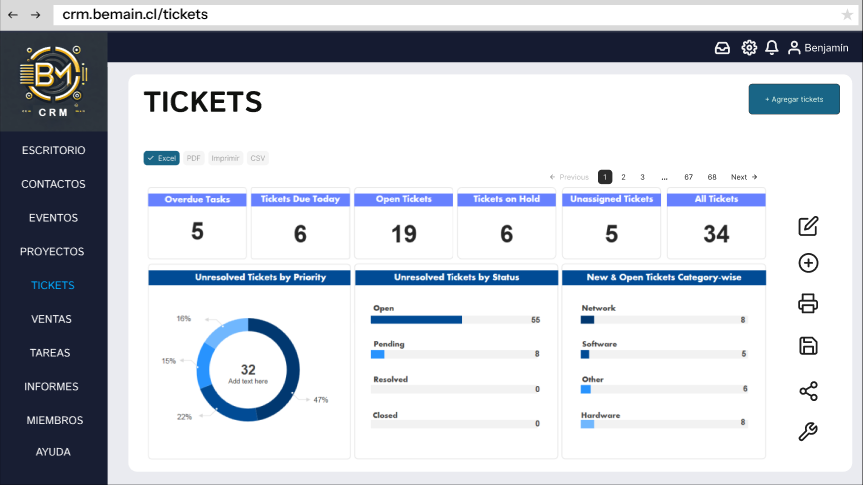 crm.bemain.cl/tickets
BM
CRM
Benjamin
ESCRITORIO
CONTACTOS
EVENTOS
PROYECTOS
TICKETS
VENTAS
TAREAS
INFORMES
MIEMBROS
AYUDA
TICKETS
+ Agregar tickets
Excel PDF Imprimir CSV
Previous 1 2 3 ... 67 68 Next
Overdue Tasks Tickets Due Today Open Tickets Tickets on Hold Unassigned Tickets All Tickets
5 6 19 6 5 34
Unresolved Tickets by Priority
16%
15%
32
Add text here
47%
22%
Unresolved Tickets by Status
Open
55
Pending
8
Resolved
0
Closed
0
New & Open Tickets Category-wise
Network
8
Software
5
Other
6
Hardware
8